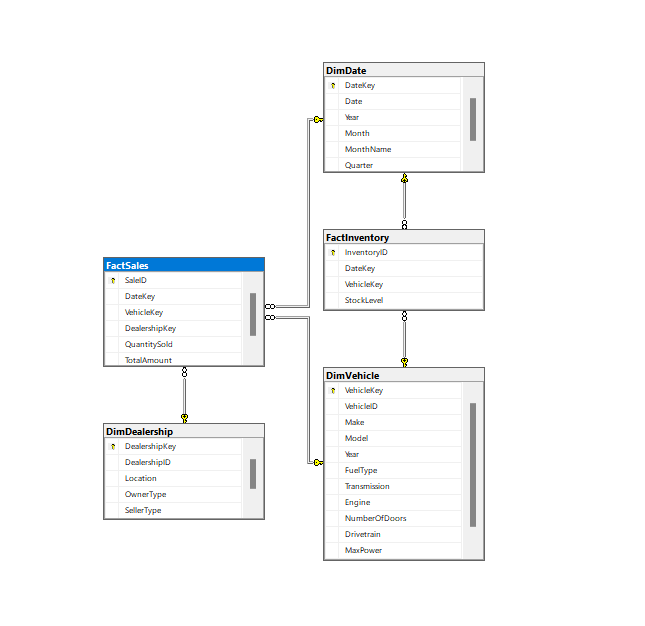 DimDate
DateKey
Date
Year
Month
MonthName
Quarter
FactInventory
InventoryID
DateKey
VehicleKey
StockLevel
FactSales
SaleID
DateKey
VehicleKey
DealershipKey
QuantitySold
TotalAmount
DimVehicle
VehicleKey
VehicleID
Make
Model
Year
FuelType
Transmission
Engine
NumberOfDoors
Drivetrain
MaxPower
DimDealership
DealershipKey
DealershipID
Location
OwnerType
SellerType